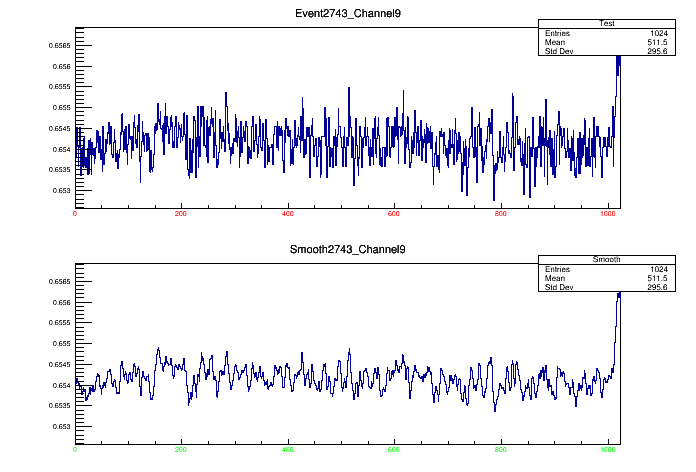 Event2743_Channel9
Test
Entries 1024
Mean 511.5
Std Dev 295.6
0.6565
0.656
0.6555
0.655
0.6545
0.654
0.6535
0.653
0 200 400 600 800 1000
Smooth2743_Channel9
Smooth
Entries 1024
Mean 511.5
Std Dev 295.6
0.6565
0.656
0.6555
0.655
0.6545
0.654
0.6535
0.653
0 200 400 600 800 1000